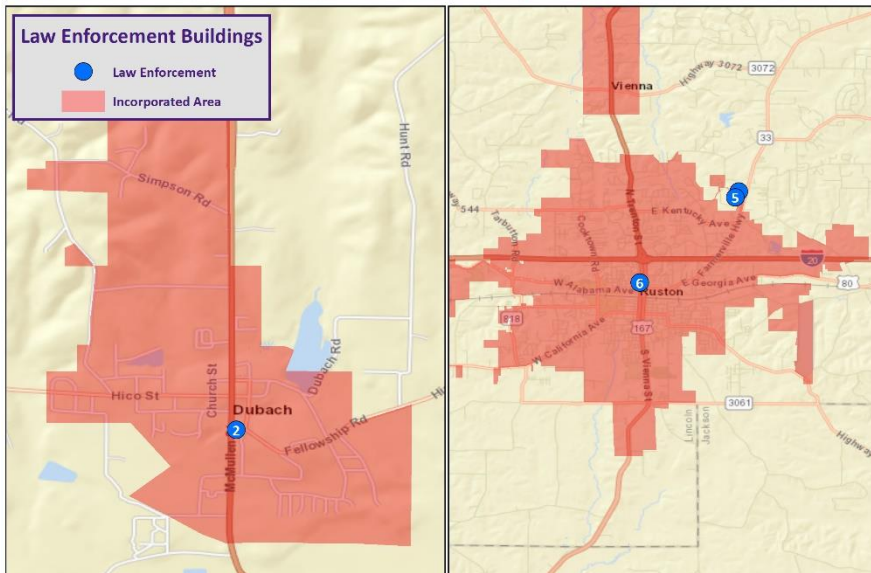 Law Enforcement Buildings
Law Enforcement
Incorporated Area
Simpson Rd
Hunt Rd
Dubach Rd
Church St
Hico St
Dubach
2
Fellowship Rd
McMullen
Hi
Vienna
Highway 3072
3072
33
5
544
Tarbutton Rd
Cooktown Rd
N Trenton St
E Kentucky Ave
Farmerville Hwy
20
W Alabama Ave
6
Ruston
E Georgia Ave
80
818
167
W California Ave
S Vienna St
3061
Lincoln
Jackson
Highway